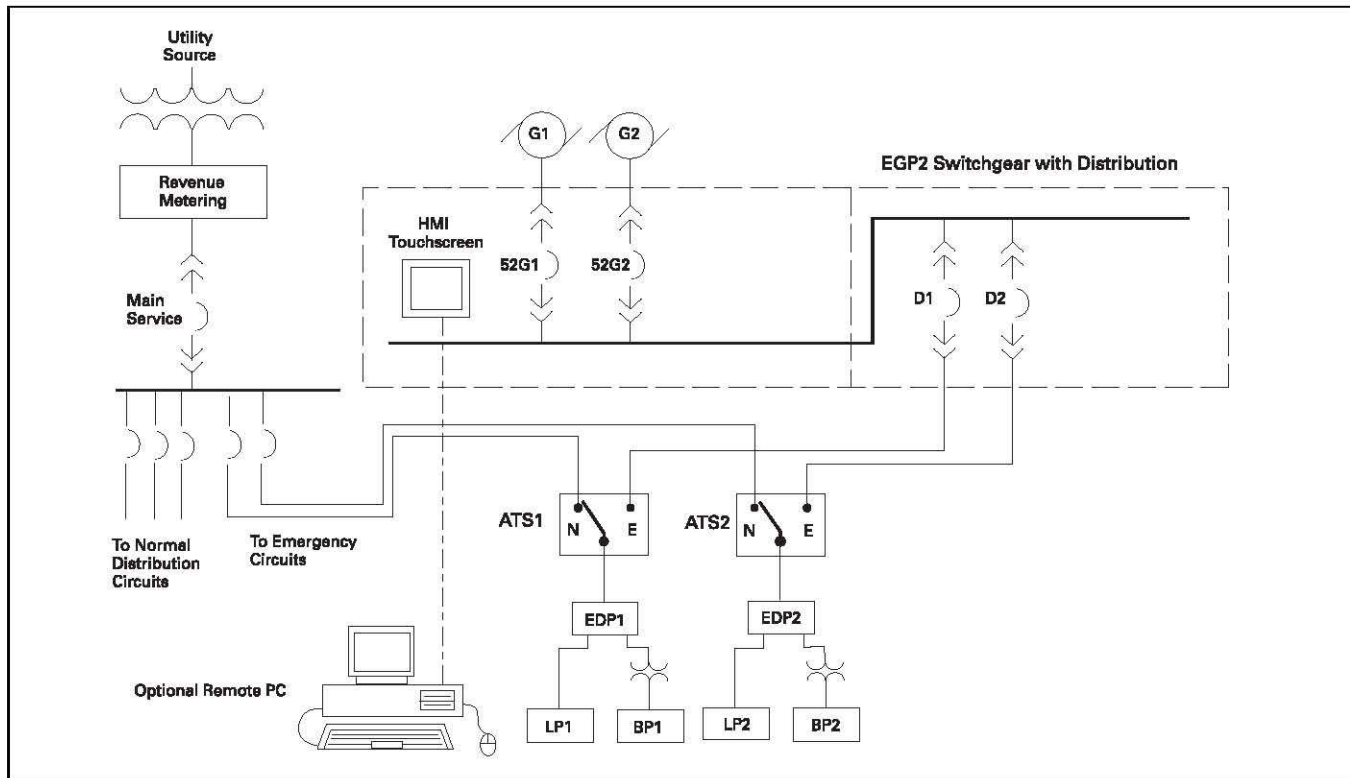 Utility
Source
Revenue
Metering
Main
Service
To Normal
Distribution
Circuits
To Emergency
Circuits
G1
G2
EGP2 Switchgear with Distribution
HMI
Touchscreen
52G1
52G2
D1
D2
ATS1
N
E
ATS2
N
E
EDP1
EDP2
Optional Remote PC
LP1
BP1
LP2
BP2